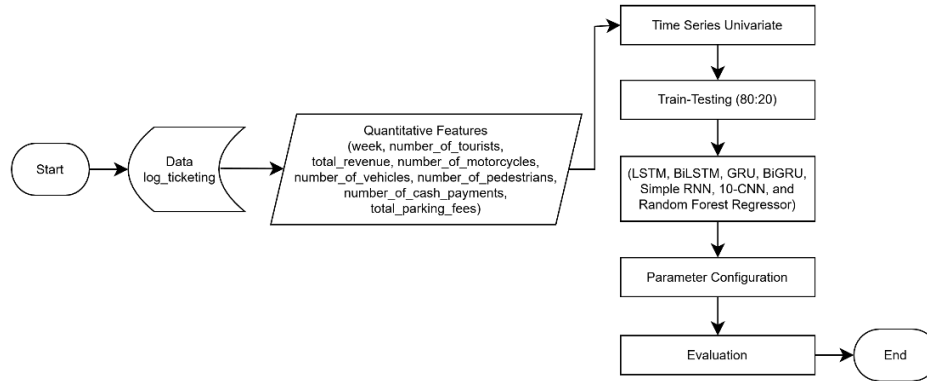 Start
Data
log_ticketing
Quantitative Features
(week, number_of_tourists,
total_revenue, number_of_motorcycles,
number_of_vehicles, number_of_pedestrians,
number_of_cash_payments,
total_parking_fees)
Time Series Univariate
Train-Testing (80:20)
(LSTM, BiLSTM, GRU, BiGRU,
Simple RNN, 10-CNN, and
Random Forest Regressor)
Parameter Configuration
Evaluation
End